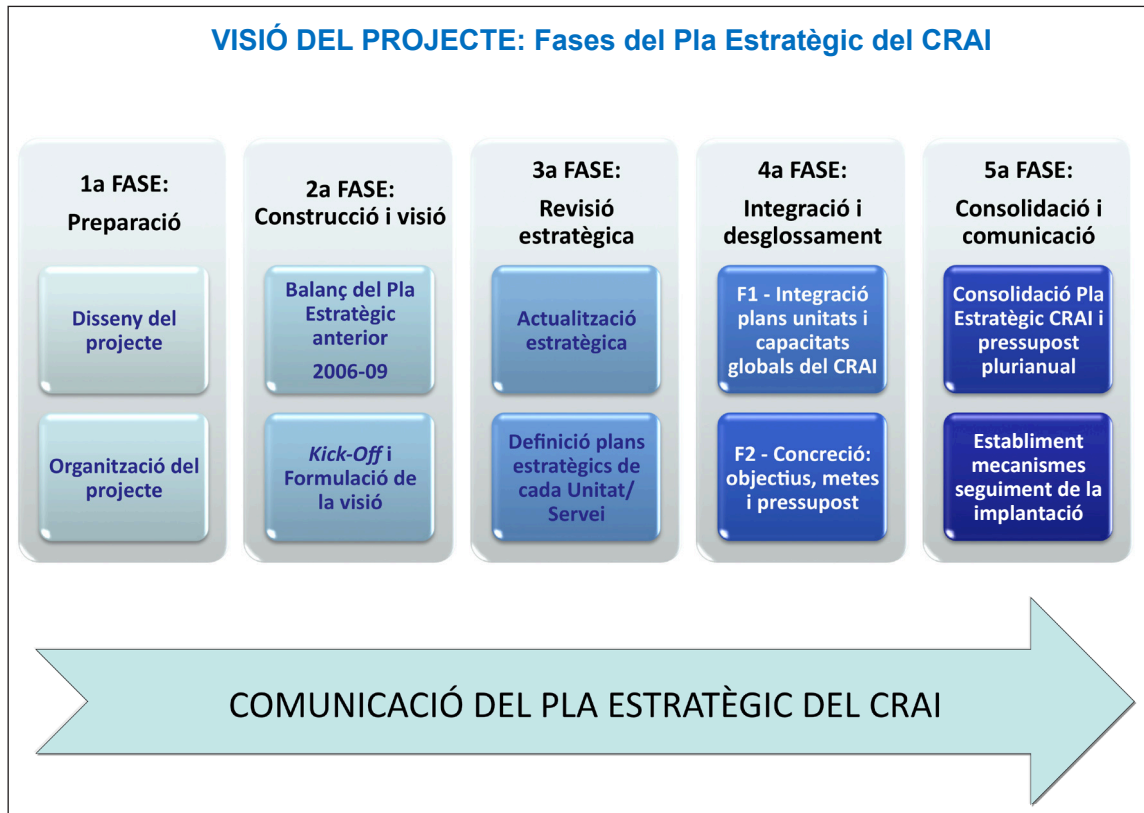 VISIÓ DEL PROJECTE: Fases del Pla Estratègic del CRAI
1a FASE:
Preparació
Disseny del
projecte
Organització del
projecte
2a FASE:
Construcció i visió
Balanç del Pla
Estratègic
anterior
2006-09
Kick-Off i
Formulació de
la visió
3a FASE:
Revisió
estratègica
Actualització
estratègica
Definició plans
estratègics de
cada Unitat/
Servei
4a FASE:
Integració i
desglossament
F1 - Integració
plans unitats i
capacitats
globals del CRAI
F2 - Concreció:
objectius, metes
i pressupost
5a FASE:
Consolidació i
comunicació
Consolidació Pla
Estratègic CRAI i
pressupost
plurianual
Establiment
mecanismes
seguiment de la
implantació
COMUNICACIÓ DEL PLA ESTRATÈGIC DEL CRAI